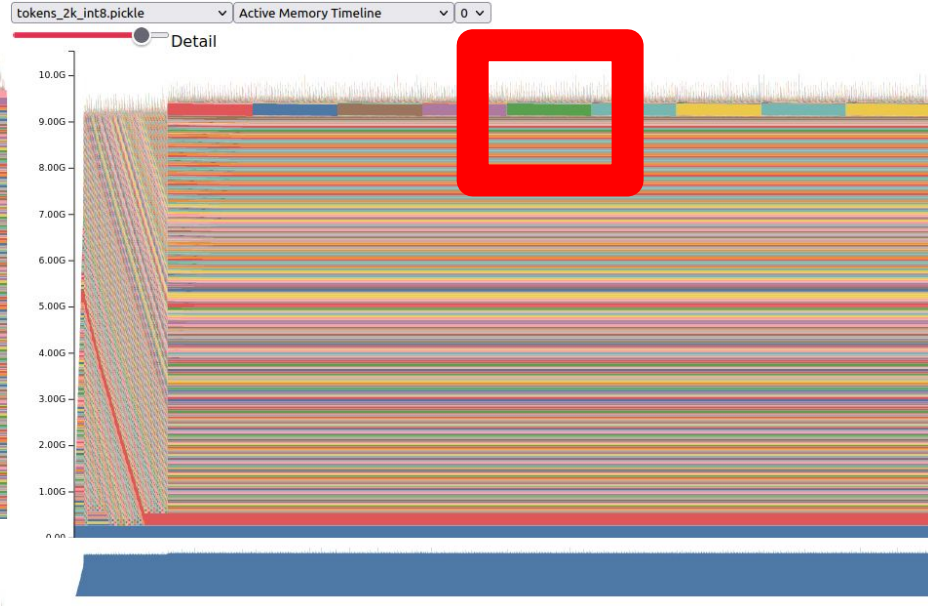 tokens_2k_int8.pickle Active Memory Timeline 0
Detail
10.0G
9.00G
8.00G
7.00G
6.00G
5.00G
4.00G
3.00G
2.00G
1.00G
0.00